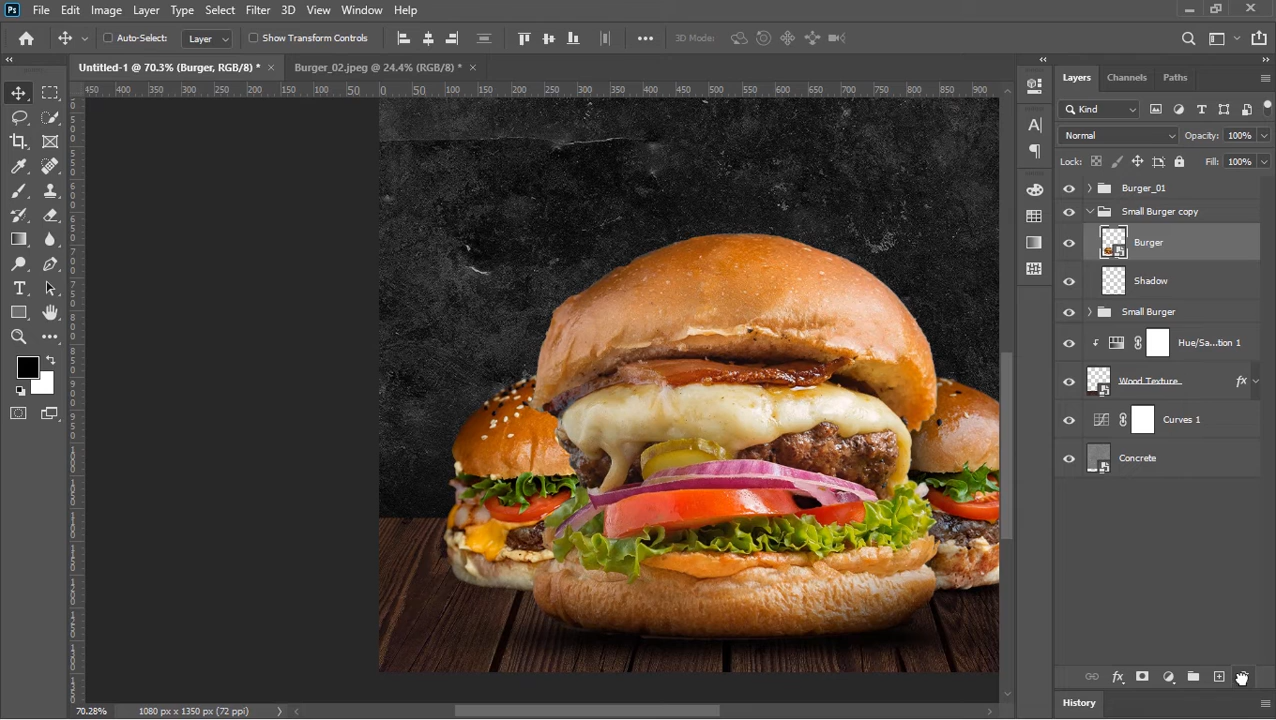 Ps File Edit Image Layer Type Select Filter 3D View Window Help
Auto-Select: Layer Show Transform Controls 3D Mode:
Untitled-1 @ 70.3% (Burger, RGB/8) * Burger_02.jpeg @ 24.4% (RGB/8) *
450 400 350 300 250 200 150 100 50 0 50 100 150 200 250 300 350 400 450 500 550 600 650 700 750 800 850 900
Layers Channels Paths
Kind
Normal Opacity: 100%
Lock: Fill: 100%
Burger_01
Small Burger copy
Burger
Shadow
Small Burger
Hue/Sa...tion 1
Wood Texture fx
Curves 1
Concrete
fx
History
70.28% 1080 px x 1350 px (72 ppi)